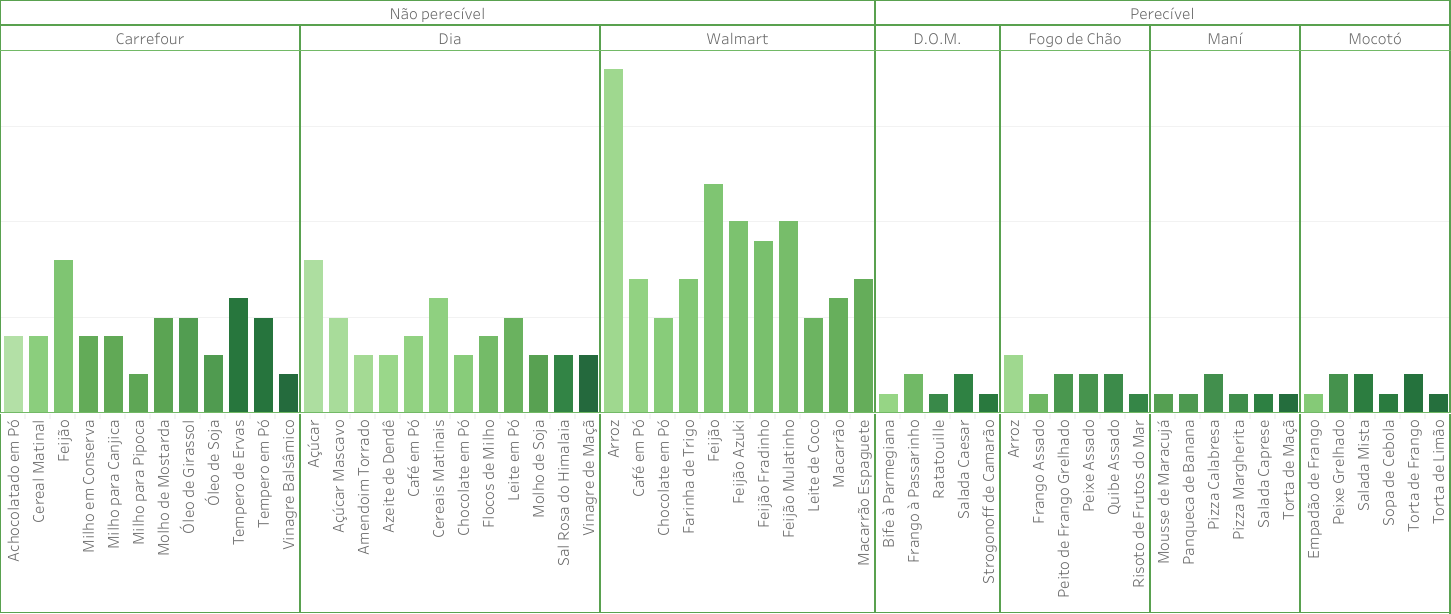 Não perecível
Perecível
Carrefour
Dia
Walmart
D.O.M.
Fogo de Chão
Maní
Mocotó
Achocolatado em Pó
Cereal Matinal
Feijão
Milho em Conserva
Milho para Canjica
Milho para Pipoca
Molho de Mostarda
Óleo de Girassol
Óleo de Soja
Tempero de Ervas
Tempero em Pó
Vinagre Balsâmico
Açúcar
Açúcar Mascavo
Amendoim Torrado
Azeite de Dendê
Café em Pó
Cereais Matinais
Chocolate em Pó
Flocos de Milho
Leite em Pó
Molho de Soja
Sal Rosa do Himalaia
Vinagre de Maçã
Arroz
Café em Pó
Chocolate em Pó
Farinha de Trigo
Feijão
Feijão Azuki
Feijão Fradinho
Feijão Mulatinho
Leite de Coco
Macarrão
Macarrão Espaguete
Bife à Parmegiana
Frango à Passarinho
Ratatouille
Salada Caesar
Strogonoff de Camarão
Arroz
Frango Assado
Peito de Frango Grelhado
Peixe Assado
Quibe Assado
Risoto de Frutos do Mar
Mousse de Maracujá
Panqueca de Banana
Pizza Calabresa
Pizza Margherita
Salada Caprese
Torta de Maçã
Empadão de Frango
Peixe Grelhado
Salada Mista
Sopa de Cebola
Torta de Frango
Torta de Limão